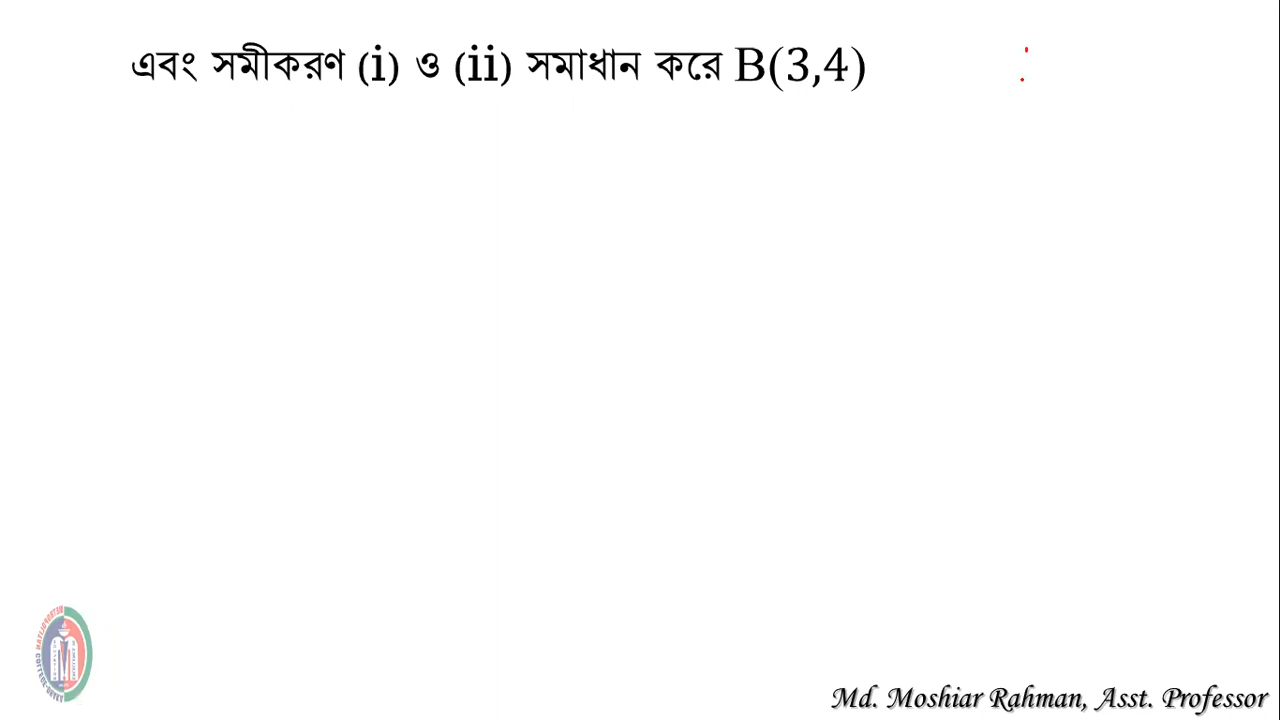 এবং সমীকরণ (i) ও (ii) সমাধান করে B(3,4)
Md. Moshiar Rahman, Asst. Professor